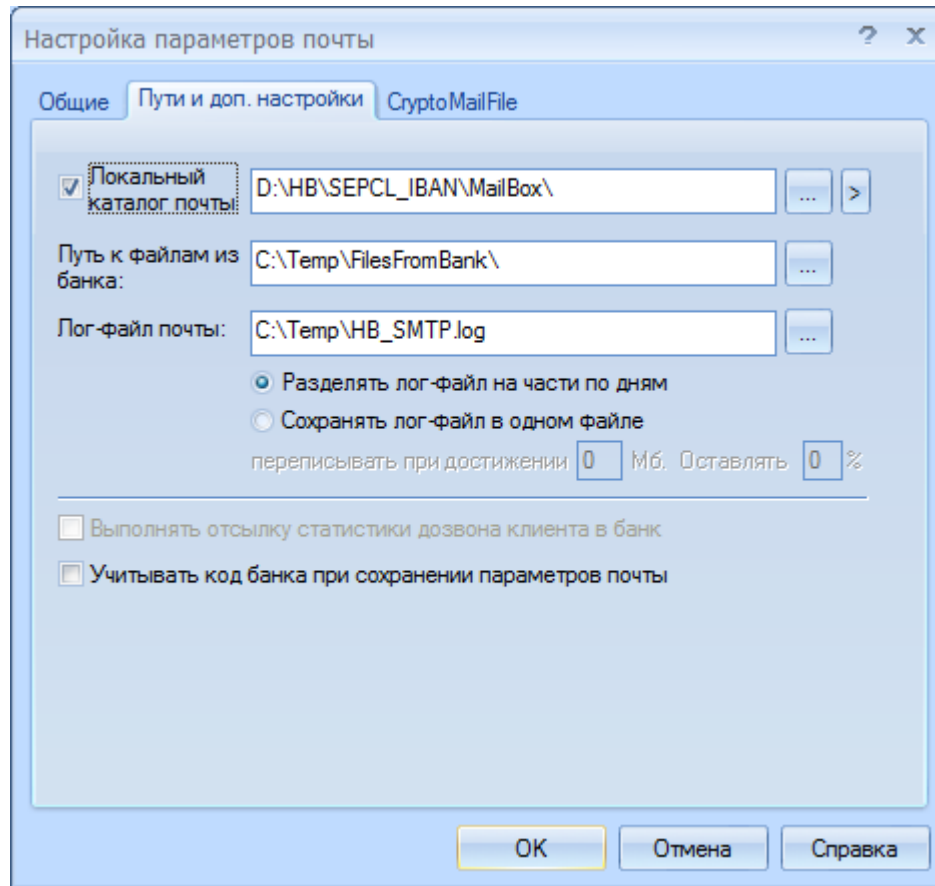 Настройка параметров почты ? X
Общие Пути и доп. настройки CryptoMailFile
Локальный
каталог почты
D:\HB\SEPCL_IBAN\MailBox\ ... >
Путь к файлам из
банка:
C:\Temp\FilesFromBank\ ...
Лог-файл почты: C:\Temp\HB_SMTP.log ...
Разделять лог-файл на части по дням
Сохранять лог-файл в одном файле
переписывать при достижении 0 Мб. Оставлять 0 %
Выполнять отсылку статистики дозвона клиента в банк
Учитывать код банка при сохранении параметров почты
OK Отмена Справка